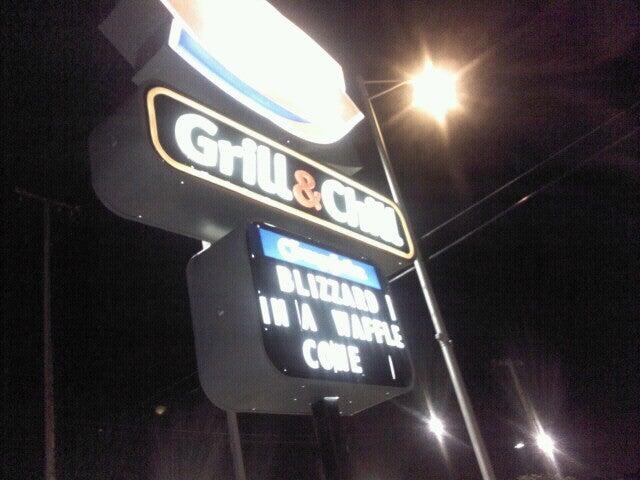 Grill & Chill
BLIZZARD
IN A WAFFLE
CONE